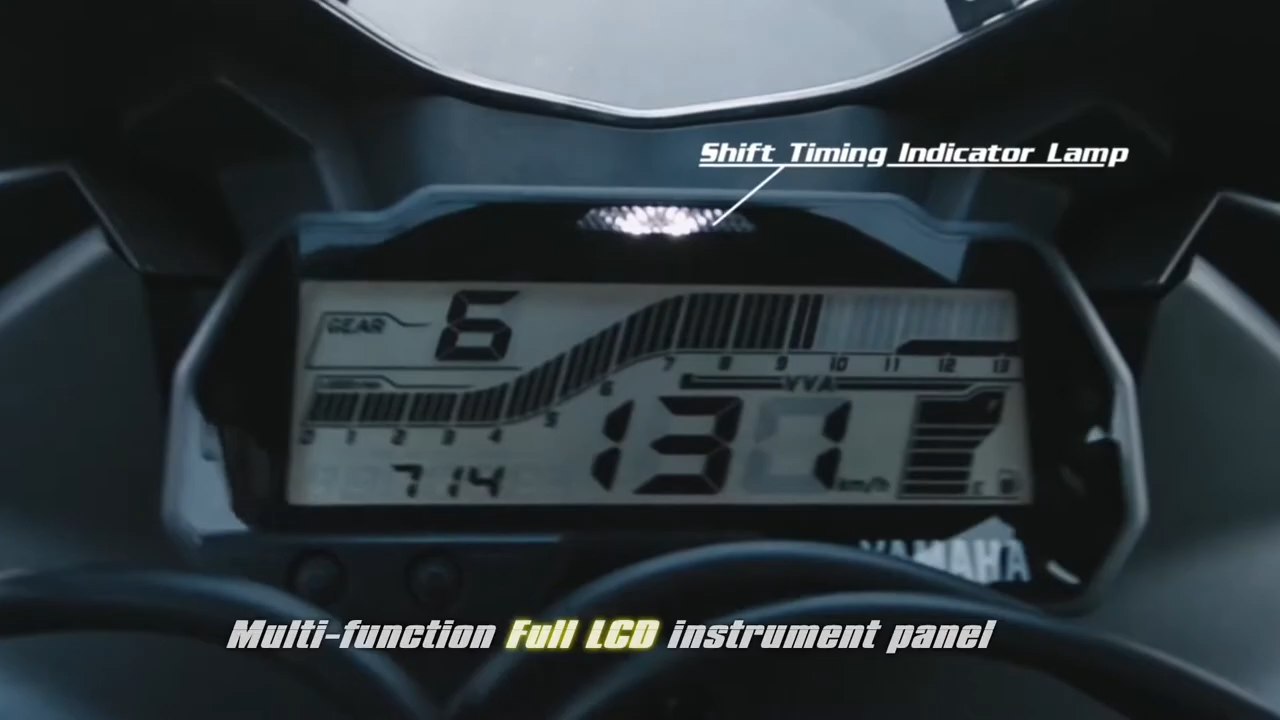 Shift Timing Indicator Lamp
GEAR 6
7 8 9 10 11 12 13
VVA
0 1 2 3 4 5 6
131
km/h
714
YAMAHA
Multi-function Full LCD instrument panel